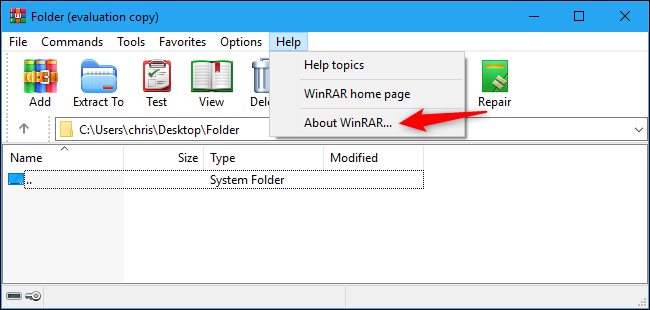 Folder (evaluation copy)
File Commands Tools Favorites Options Help
Help topics
WinRAR home page
About WinRAR...
Add Extract To Test View Repair
C:\Users\chris\Desktop\Folder
Name Size Type Modified
.. System Folder